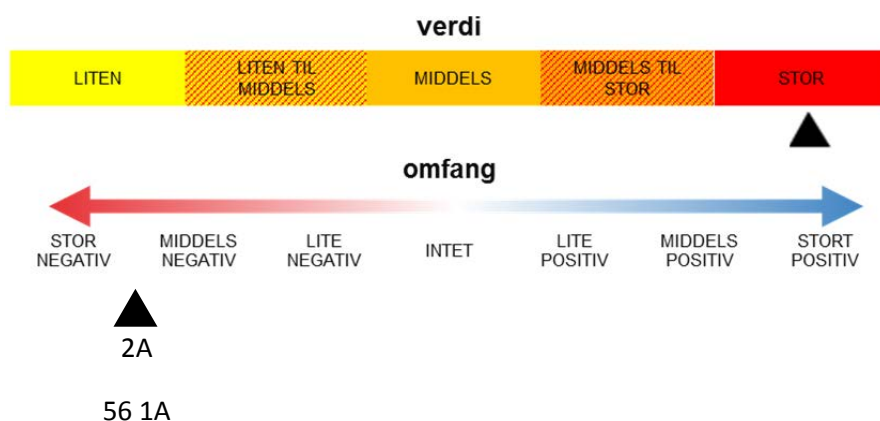 verdi
LITEN
LITEN TIL
MIDDELS
MIDDELS
MIDDELS TIL
STOR
STOR
omfang
STOR
NEGATIV
MIDDELS
NEGATIV
LITE
NEGATIV
INTET
LITE
POSITIV
MIDDELS
POSITIV
STORT
POSITIV
2A
56 1A